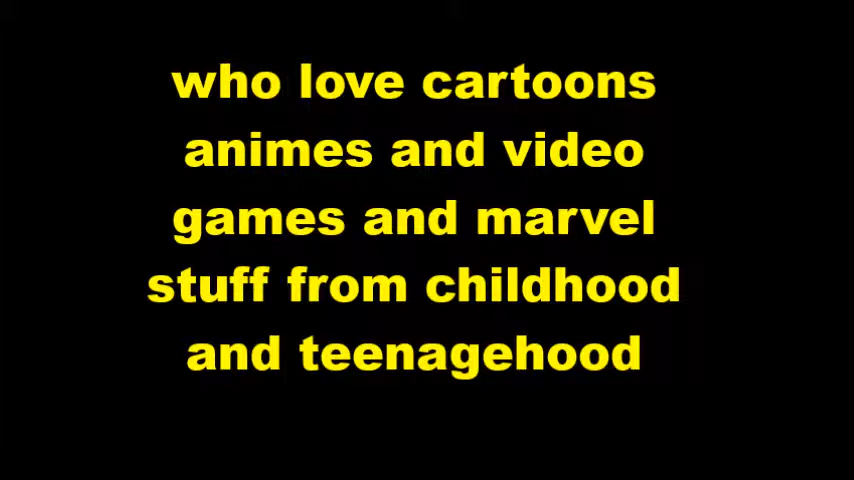 who love cartoons
animes and video
games and marvel
stuff from childhood
and teenagehood